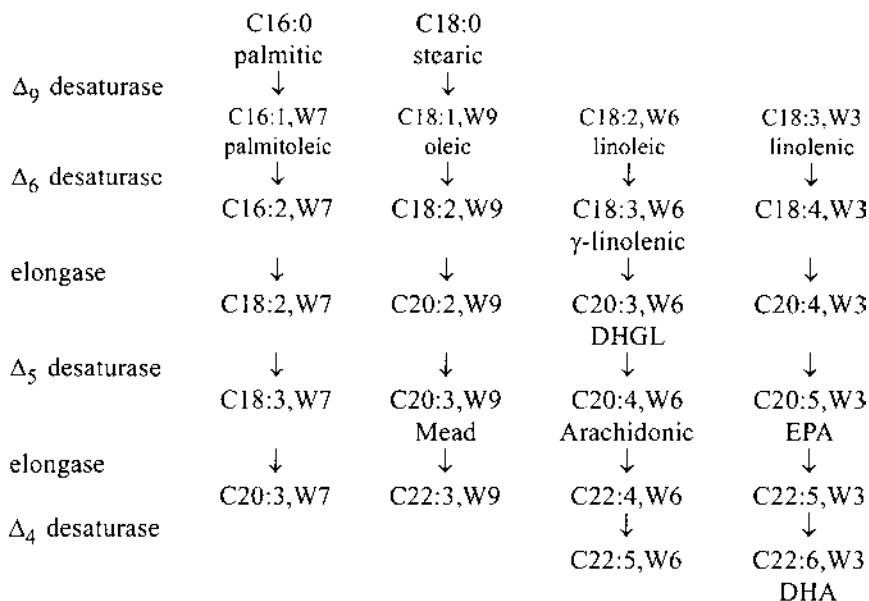 C16:0 C18:0
palmitic stearic
↓ ↓
Δ9 desaturase
C16:1,W7 C18:1,W9 C18:2,W6 C18:3,W3
palmitoleic oleic linoleic linolenic
Δ6 desaturase ↓ ↓ ↓ ↓
C16:2,W7 C18:2,W9 C18:3,W6 C18:4,W3
γ-linolenic
elongase ↓ ↓ ↓ ↓
C18:2,W7 C20:2,W9 C20:3,W6 C20:4,W3
DHGL
Δ5 desaturase ↓ ↓ ↓ ↓
C18:3,W7 C20:3,W9 C20:4,W6 C20:5,W3
Mead Arachidonic EPA
elongase ↓ ↓ ↓ ↓
C20:3,W7 C22:3,W9 C22:4,W6 C22:5,W3
Δ4 desaturase ↓ ↓
C22:5,W6 C22:6,W3
DHA